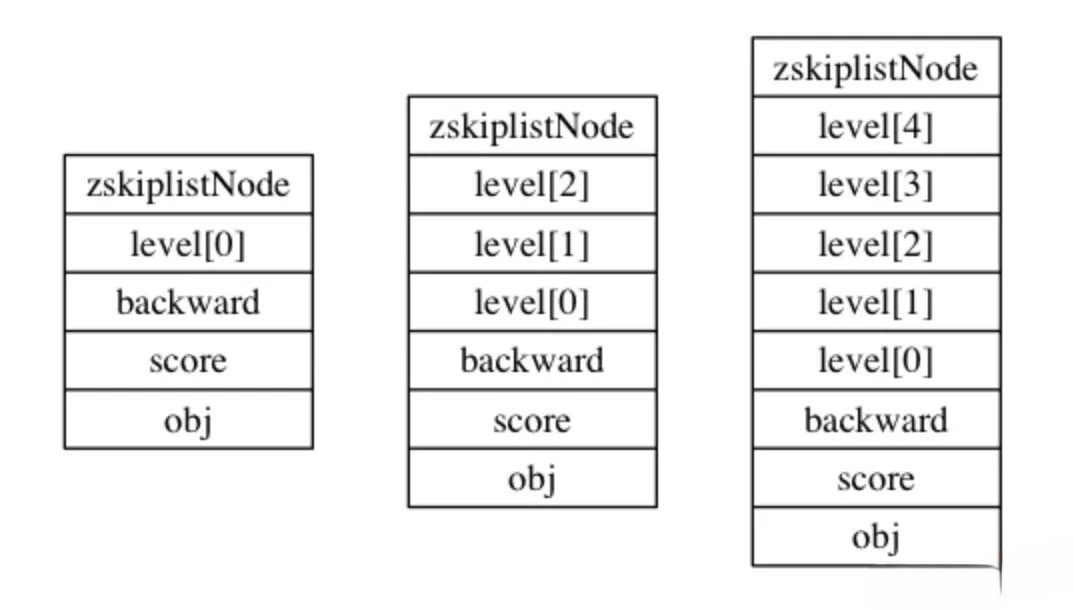 zskiplistNode
level[0]
backward
score
obj
zskiplistNode
level[2]
level[1]
level[0]
backward
score
obj
zskiplistNode
level[4]
level[3]
level[2]
level[1]
level[0]
backward
score
obj